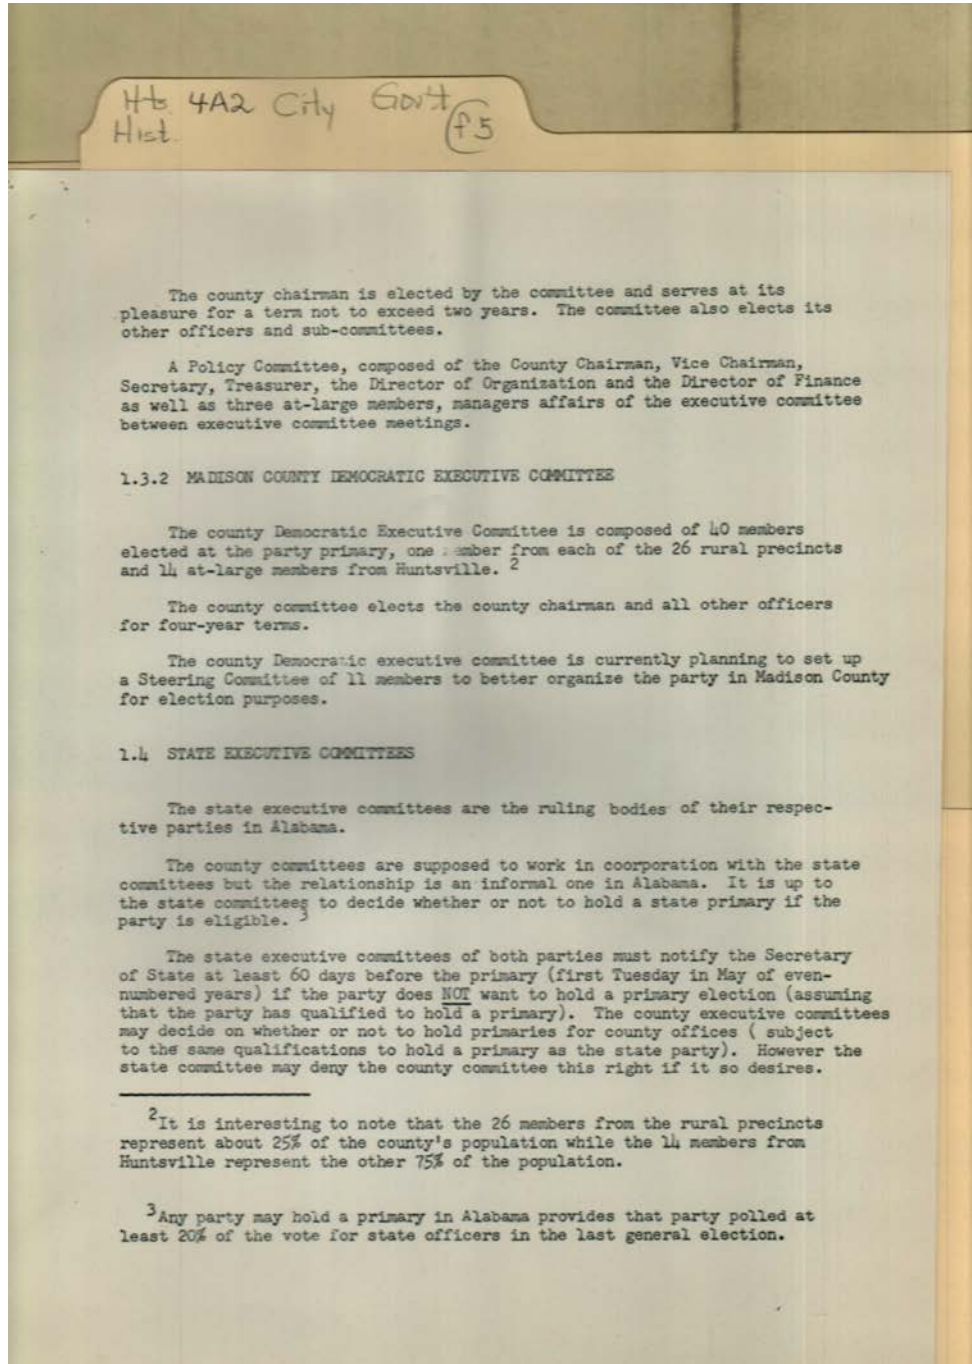 Hts. 4A2 City Gov't
Hist. f5
The county chairman is elected by the committee and serves at its
pleasure for a term not to exceed two years. The committee also elects its
other officers and sub-committees.
A Policy Committee, composed of the County Chairman, Vice Chairman,
Secretary, Treasurer, the Director of Organization and the Director of Finance
as well as three at-large members, managers affairs of the executive committee
between executive committee meetings.
1.3.2 MADISON COUNTY DEMOCRATIC EXECUTIVE COMMITTEE
The county Democratic Executive Committee is composed of 40 members
elected at the party primary, one member from each of the 26 rural precincts
and 14 at-large members from Huntsville. 2
The county committee elects the county chairman and all other officers
for four-year terms.
The county Democratic executive committee is currently planning to set up
a Steering Committee of 11 members to better organize the party in Madison County
for election purposes.
1.4 STATE EXECUTIVE COMMITTEES
The state executive committees are the ruling bodies of their respec-
tive parties in Alabama.
The county committees are supposed to work in coorporation with the state
committees but the relationship is an informal one in Alabama. It is up to
the state committees to decide whether or not to hold a state primary if the
party is eligible. 3
The state executive committees of both parties must notify the Secretary
of State at least 60 days before the primary (first Tuesday in May of even-
numbered years) if the party does NOT want to hold a primary election (assuming
that the party has qualified to hold a primary). The county executive committees
may decide on whether or not to hold primaries for county offices ( subject
to the same qualifications to hold a primary as the state party). However the
state committee may deny the county committee this right if it so desires.
2It is interesting to note that the 26 members from the rural precincts
represent about 25% of the county's population while the 14 members from
Huntsville represent the other 75% of the population.
3Any party may hold a primary in Alabama provides that party polled at
least 20% of the vote for state officers in the last general election.